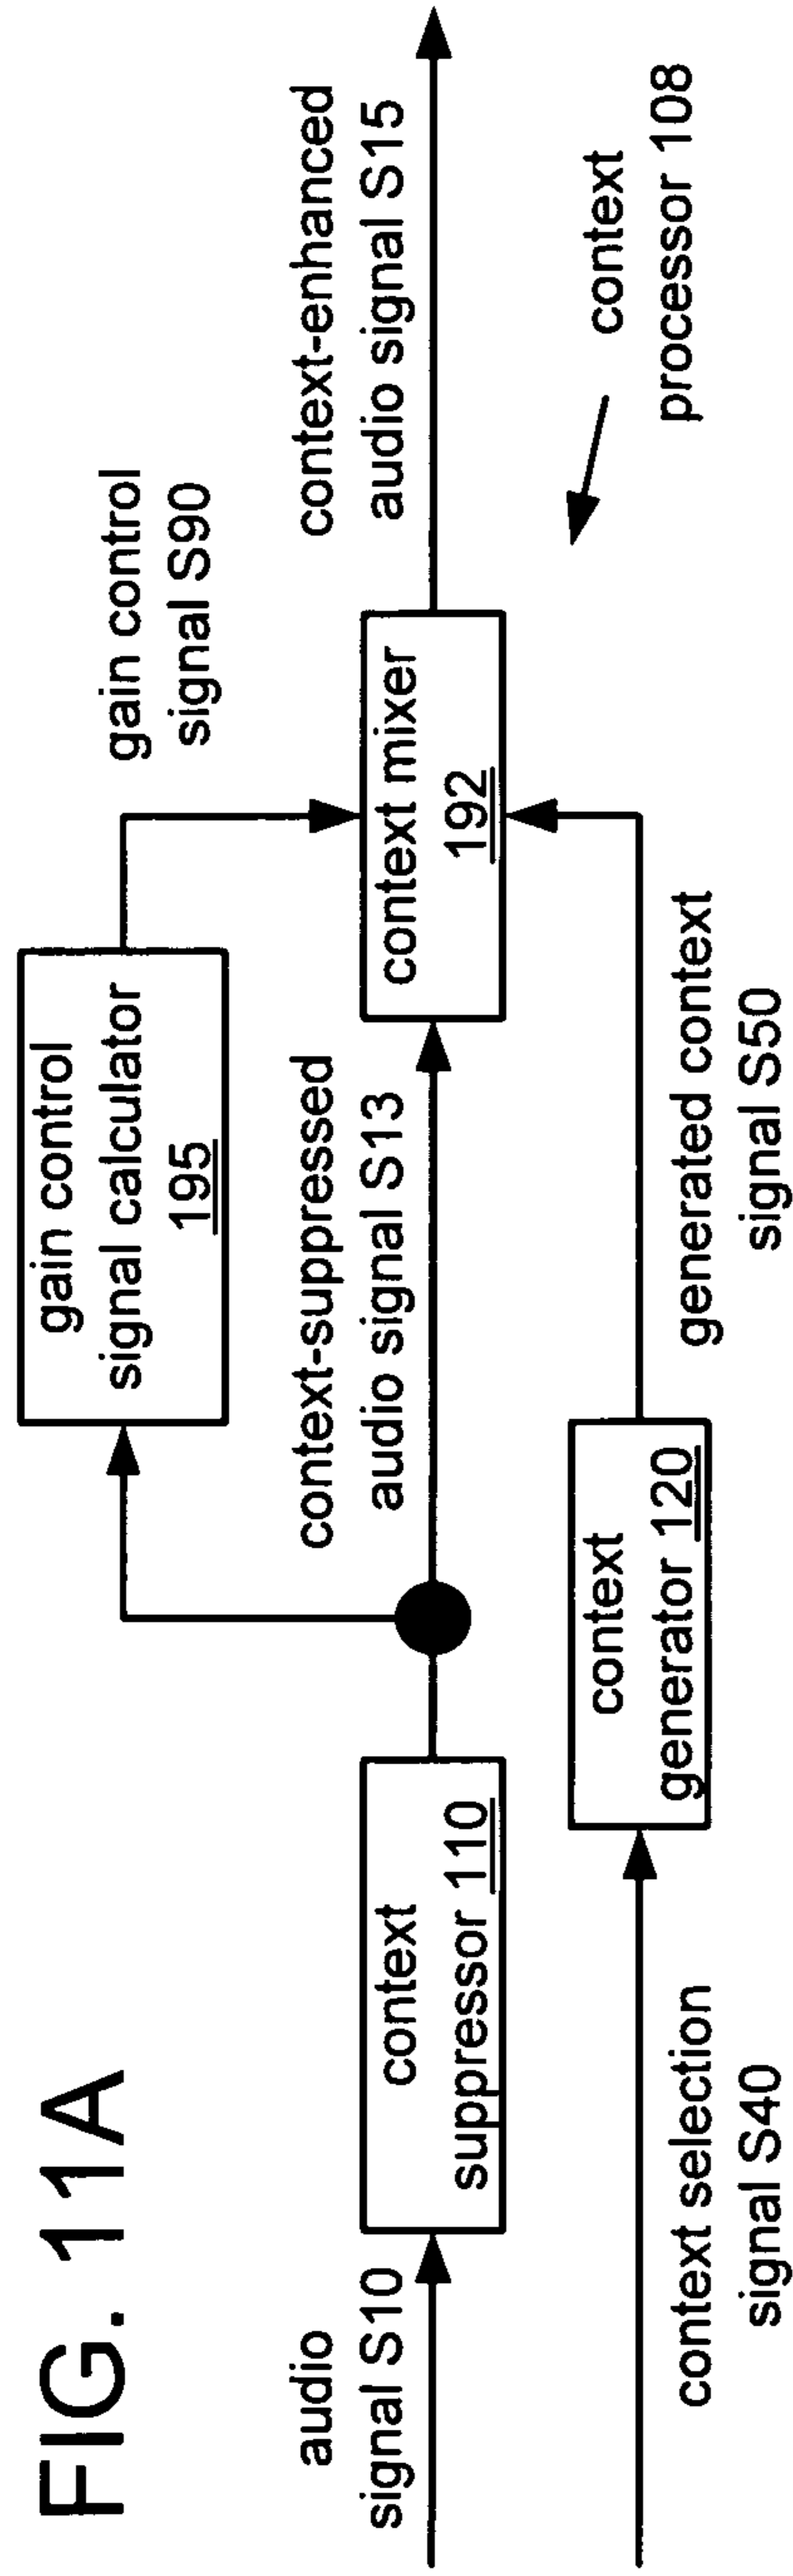 FIG. 11A
gain control
signal calculator
195
gain control
signal S90
audio
signal S10
context
suppressor 110
context-suppressed
audio signal S13
context mixer
192
context-enhanced
audio signal S15
context selection
signal S40
context
generator 120
generated context
signal S50
context
processor 108